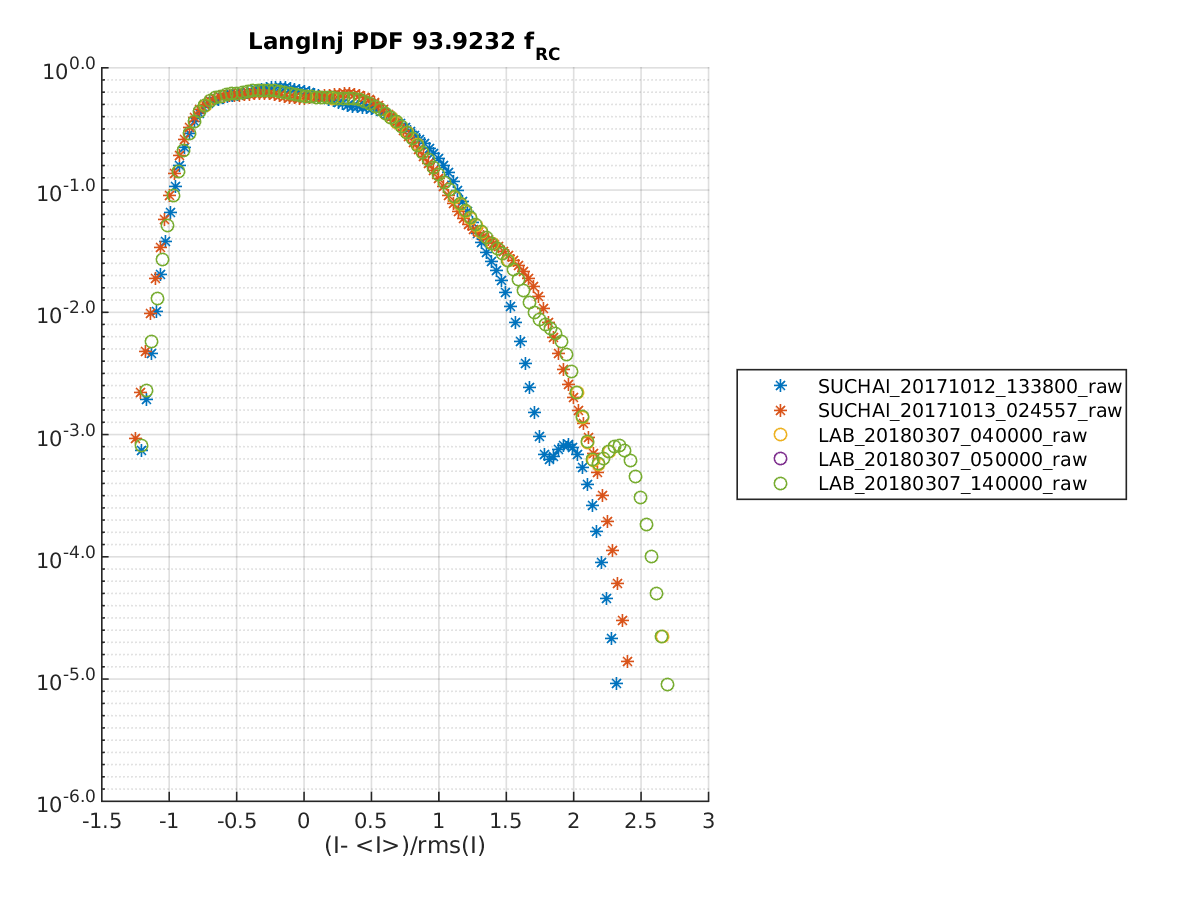 LangInj PDF 93.9232 f_RC
10^0.0
10^-1.0
10^-2.0
10^-3.0
10^-4.0
10^-5.0
10^-6.0
-1.5 -1 -0.5 0 0.5 1 1.5 2 2.5 3
(I- <I>)/rms(I)
SUCHAI_20171012_133800_raw
SUCHAI_20171013_024557_raw
LAB_20180307_040000_raw
LAB_20180307_050000_raw
LAB_20180307_140000_raw